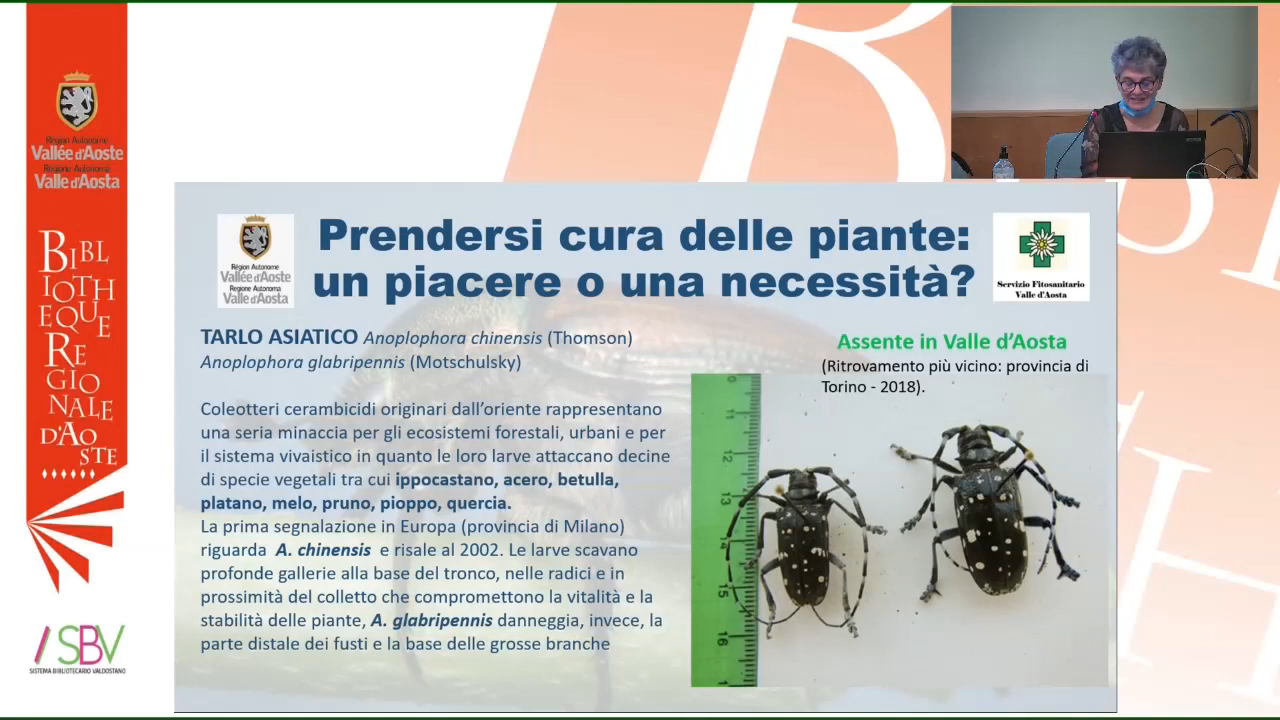 Région Autonome
Vallée d'Aoste
Regione Autonoma
Valle d'Aosta
BIBL
IOTH
EQUE
RE
GIO
NALE
D'AO
STE
SBV
SISTEMA BIBLIOTECARIO VALDOSTANO
Région Autonome
Vallée d'Aoste
Regione Autonoma
Valle d'Aosta
Prendersi cura delle piante:
un piacere o una necessità?
Servizio Fitosanitario
Valle d'Aosta
TARLO ASIATICO Anoplophora chinensis (Thomson)
Anoplophora glabripennis (Motschulsky)
Coleotteri cerambicidi originari dall'oriente rappresentano
una seria minaccia per gli ecosistemi forestali, urbani e per
il sistema vivaistico in quanto le loro larve attaccano decine
di specie vegetali tra cui ippocastano, acero, betulla,
platano, melo, pruno, pioppo, quercia.
La prima segnalazione in Europa (provincia di Milano)
riguarda A. chinensis e risale al 2002. Le larve scavano
profonde gallerie alla base del tronco, nelle radici e in
prossimità del colletto che compromettono la vitalità e la
stabilità delle piante, A. glabripennis danneggia, invece, la
parte distale dei fusti e la base delle grosse branche
Assente in Valle d'Aosta
(Ritrovamento più vicino: provincia di
Torino - 2018).
11
12
13
14
15
16